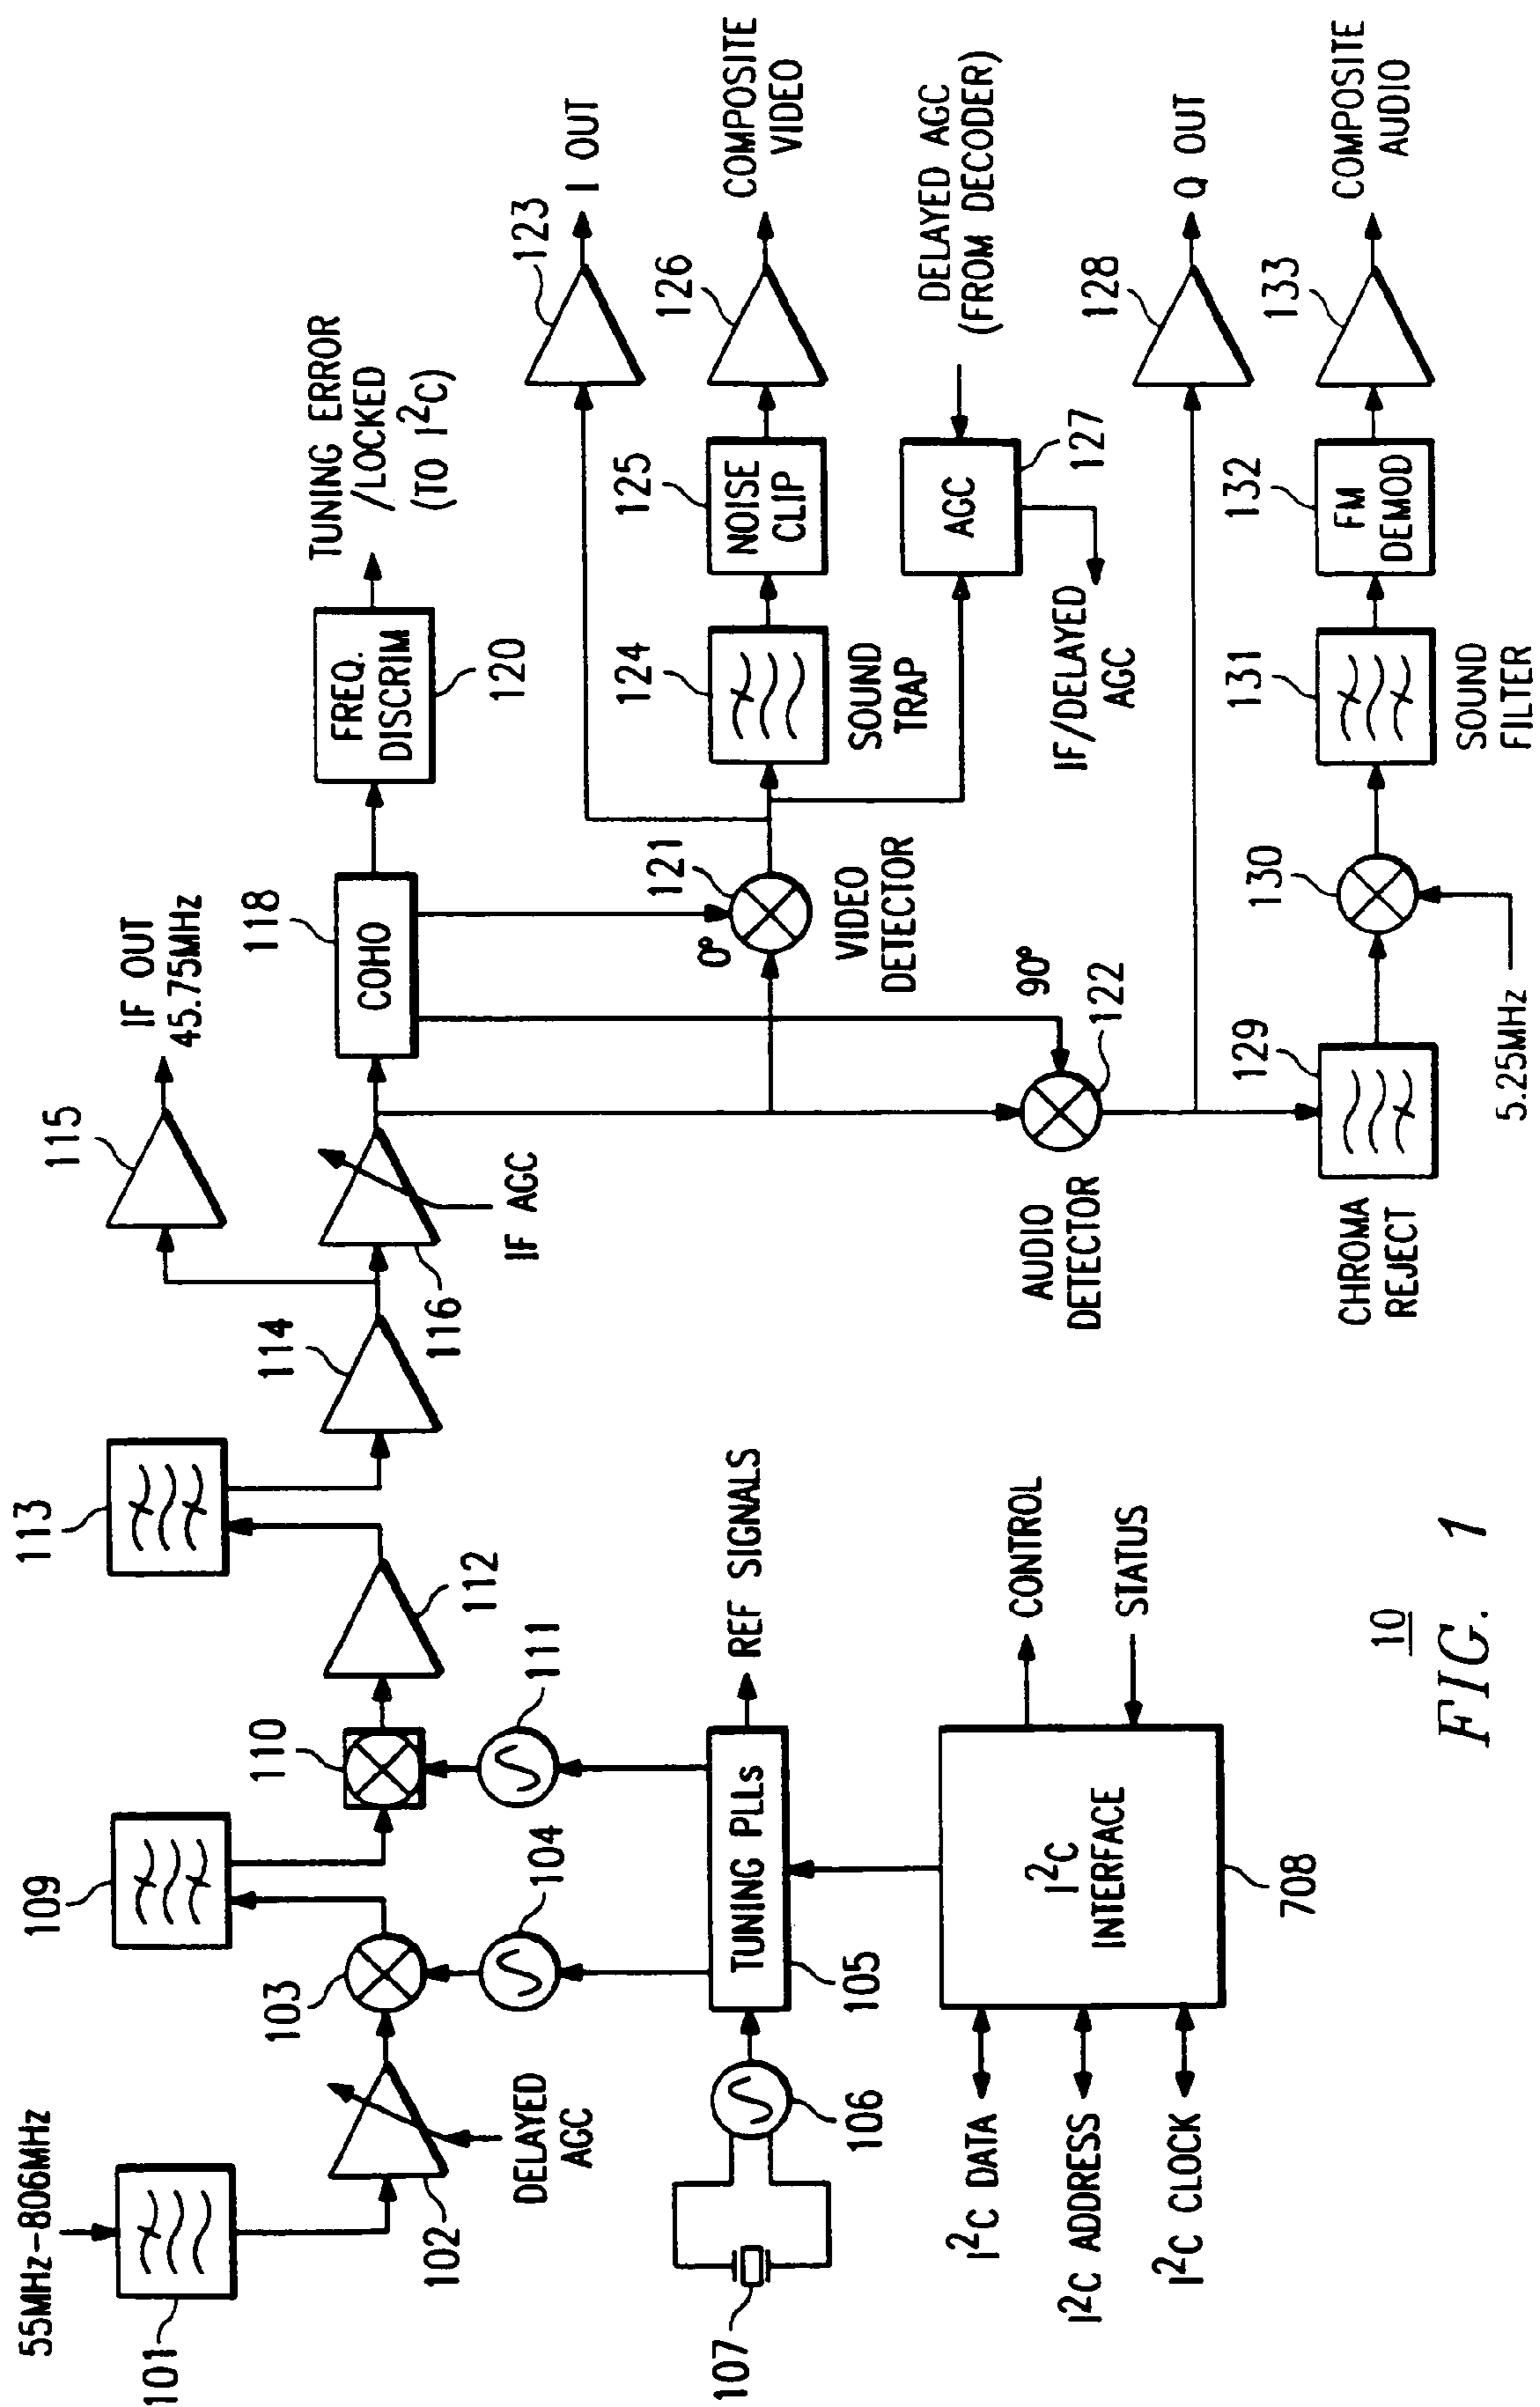 55MHz-806MHz
101
102
DELAYED
AGC
103
104
109
110
111
112
113
114
115
IF OUT
45.75MHz
116
IF AGC
118
COHO
FREQ.
DISCRIM
120
TUNING ERROR
/LOCKED
(TO I²C)
107
106
105
TUNING PLLs
REF SIGNALS
I²C DATA
I²C ADDRESS
I²C CLOCK
I²C
INTERFACE
708
CONTROL
STATUS
0°
121
VIDEO
DETECTOR
90°
122
AUDIO
DETECTOR
123
I OUT
124
SOUND
TRAP
125
NOISE
CLIP
126
COMPOSITE
VIDEO
AGC
127
DELAYED AGC
(FROM DECODER)
IF/DELAYED
AGC
128
Q OUT
129
CHROMA
REJECT
130
5.25MHz
131
SOUND
FILTER
132
FM
DEMOD
133
COMPOSITE
AUDIO
10
FIG. 1